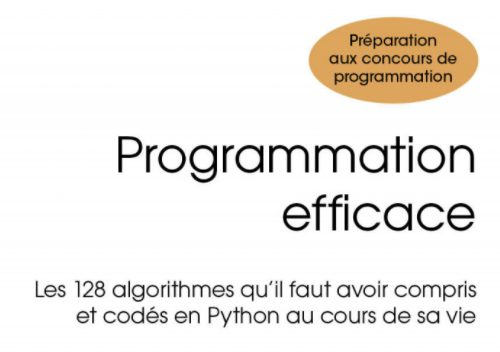 Préparation
aux concours de
programmation
Programmation
efficace
Les 128 algorithmes qu'il faut avoir compris
et codés en Python au cours de sa vie